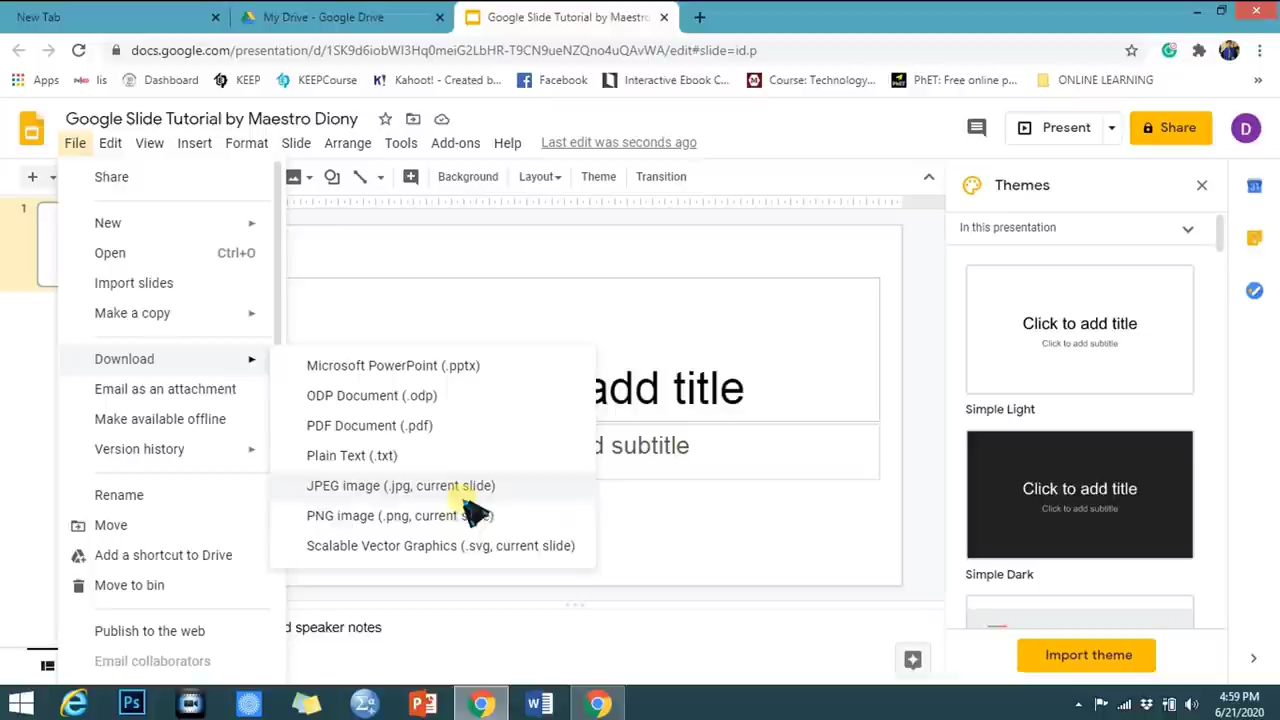 New Tab
My Drive - Google Drive
Google Slide Tutorial by Maestro
docs.google.com/presentation/d/1SK9d6iobWI3Hq0meiG2LbHR-T9CN9ueNZQno4uQAvWA/edit#slide=id.p
Apps
lis
Dashboard
KEEP
KEEPCourse
Kahoot! - Created b...
Facebook
Interactive Ebook C...
Course: Technology...
PhET: Free online p...
ONLINE LEARNING
Google Slide Tutorial by Maestro Diony
Present
Share
D
File Edit View Insert Format Slide Arrange Tools Add-ons Help Last edit was seconds ago
Background Layout Theme Transition
Share
New
Open Ctrl+O
Import slides
Make a copy
Download
Email as an attachment
Make available offline
Version history
Rename
Move
Add a shortcut to Drive
Move to bin
Publish to the web
Email collaborators
Microsoft PowerPoint (.pptx)
ODP Document (.odp)
PDF Document (.pdf)
Plain Text (.txt)
JPEG image (.jpg, current slide)
PNG image (.png, current
Scalable Vector Graphics (.svg, current slide)
1
add title
subtitle
speaker notes
Themes
In this presentation
Click to add title
Click to add subtitle
Simple Light
Click to add title
Click to add subtitle
Simple Dark
Import theme
4:59 PM
6/21/2020